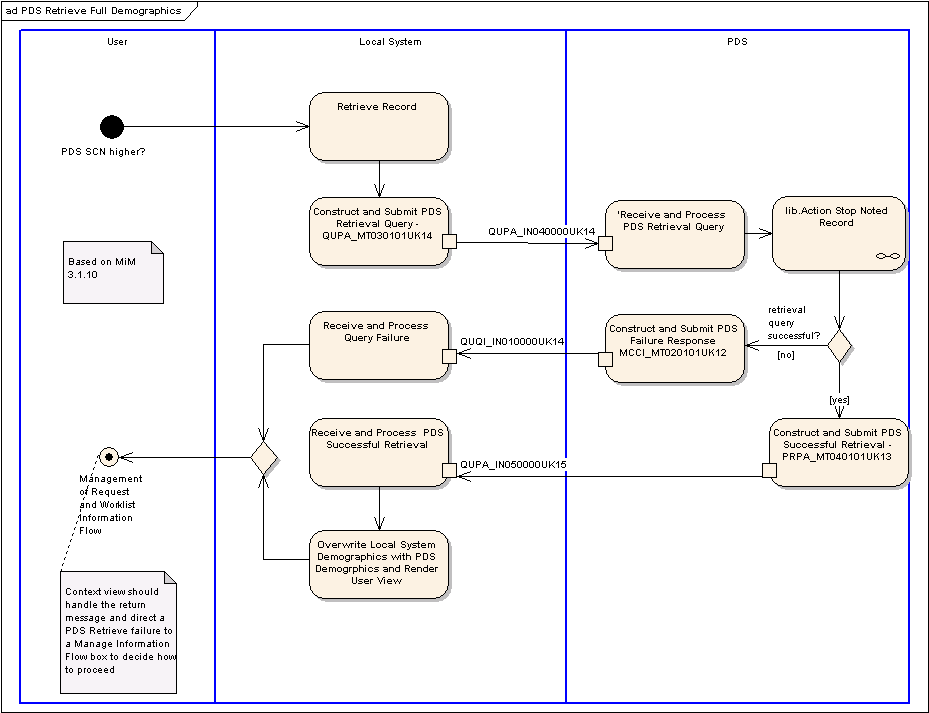 ad PDS Retrieve Full Demographics
User
Local System
PDS
Retrieve Record
PDS SCN higher?
Construct and Submit PDS
Retrieval Query -
QUPA_MT030101UK14
QUPA_IN040000UK14
'Receive and Process
PDS Retrieval Query
lib.Action Stop Noted
Record
Based on MiM
3.1.10
retrieval
query
successful?
[no]
Receive and Process
Query Failure
QUQI_IN010000UK14
Construct and Submit PDS
Failure Response
MCCI_MT020101UK12
[yes]
Receive and Process PDS
Successful Retrieval
QUPA_IN050000UK15
Construct and Submit PDS
Successful Retrieval -
PRPA_MT040101UK13
Management
of Request
and Worklist
Information
Flow
Overwrite Local System
Demographics with PDS
Demogrphics and Render
User View
Context view should
handle the return
message and direct a
PDS Retrieve failure to
a Manage Information
Flow box to decide how
to proceed